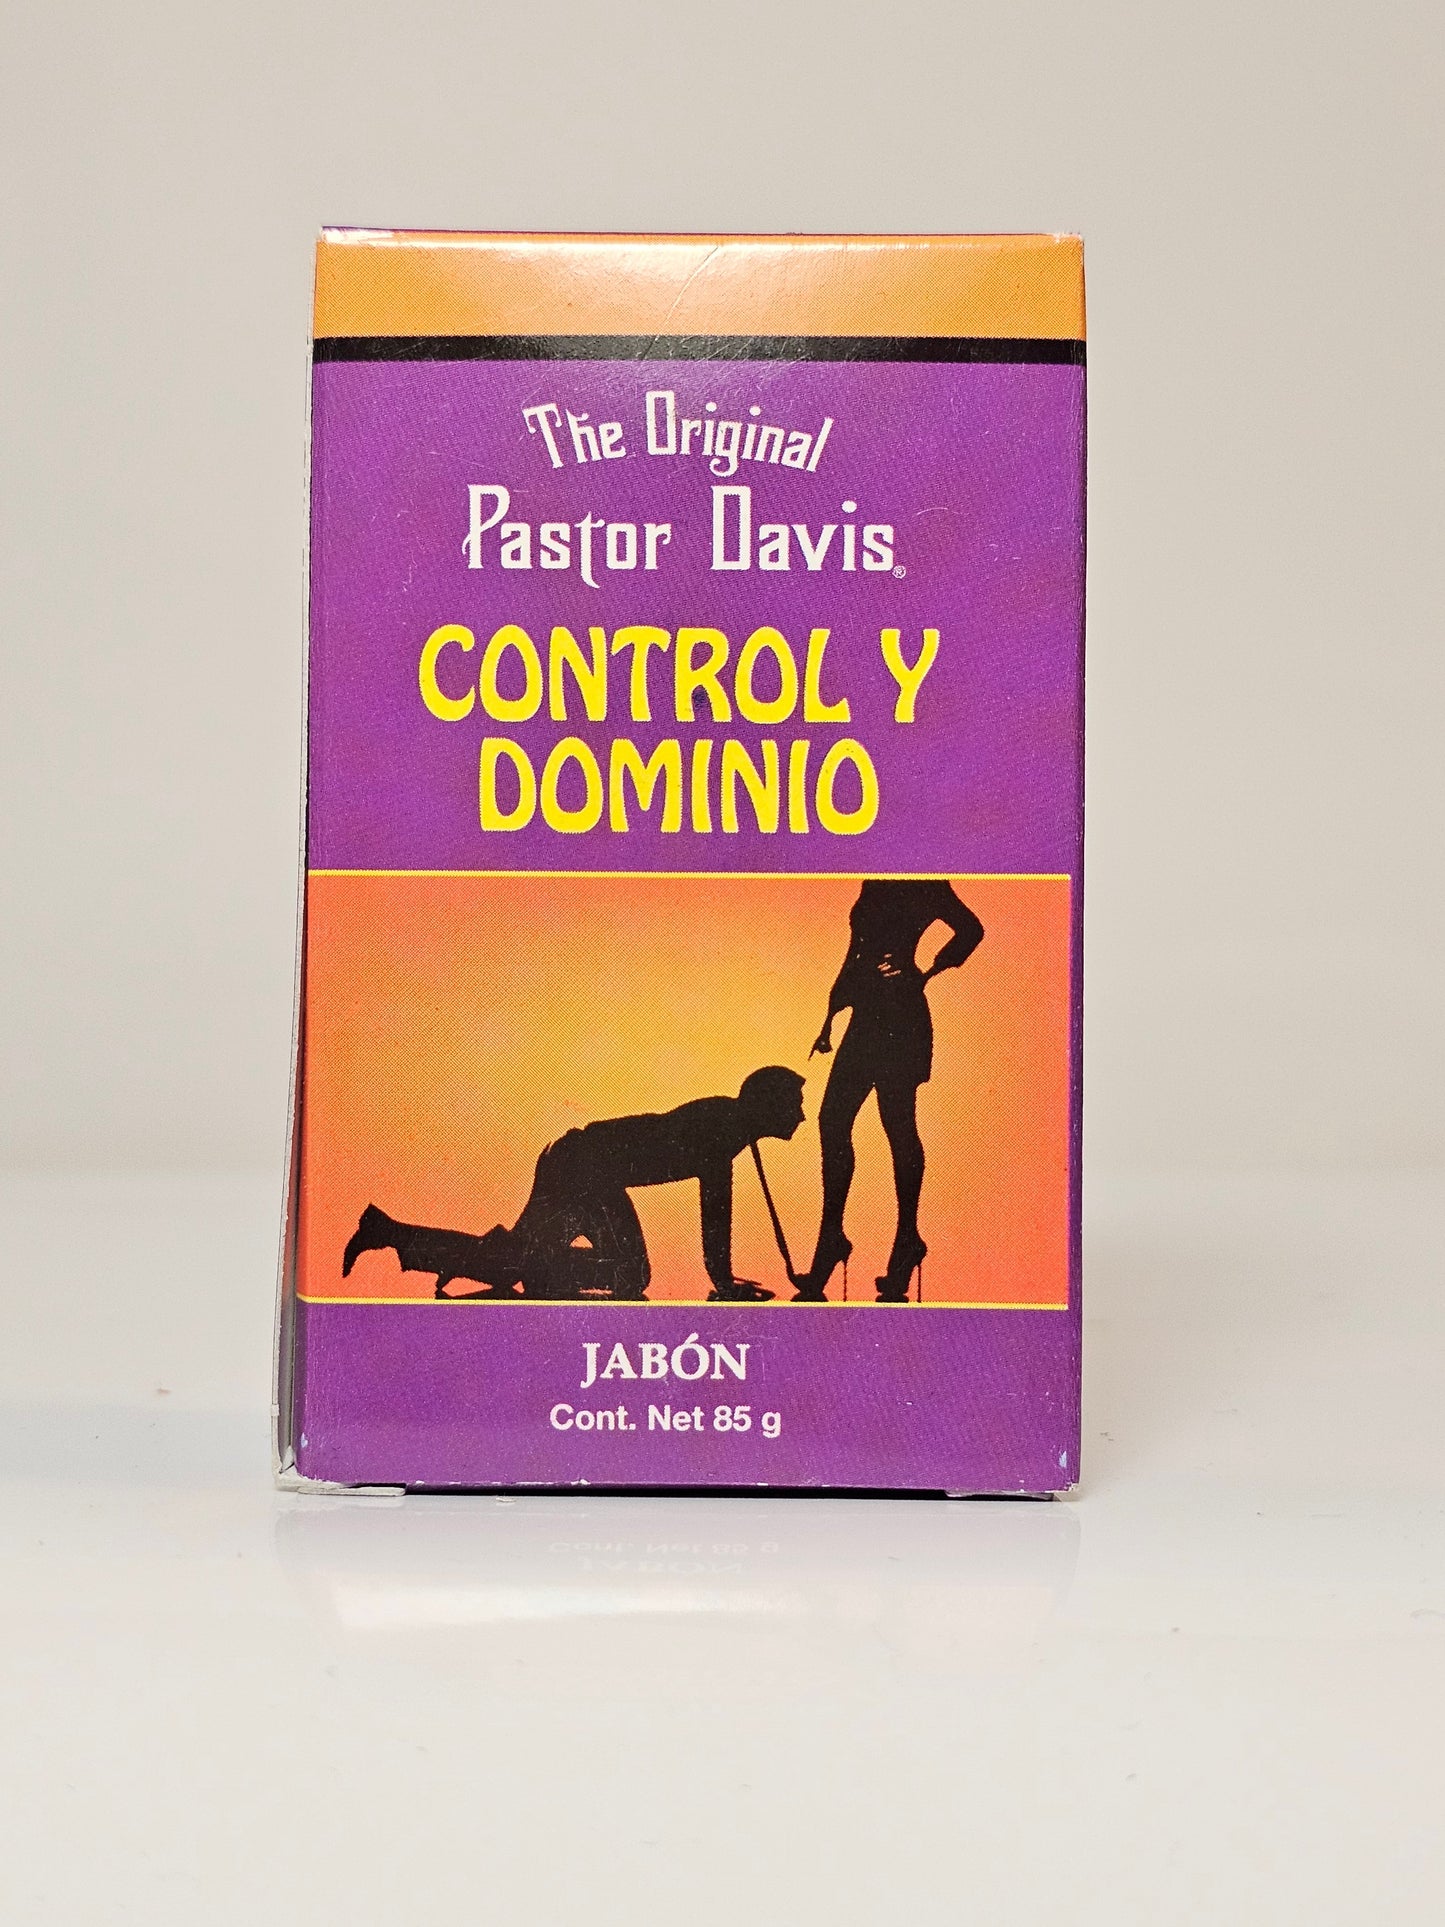 The Original
Pastor Davis®
CONTROL Y
DOMINIO
JABÓN
Cont. Net 85 g